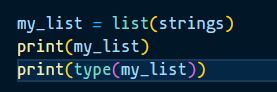 my_list = list(strings)
print(my_list)
print(type(my_list))